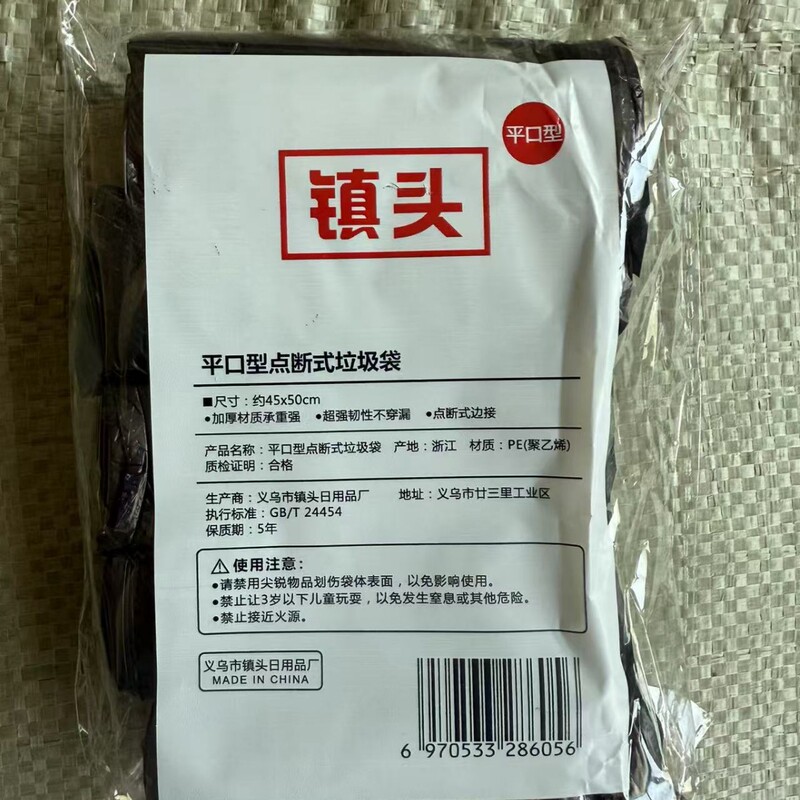 平口型
镇头
平口型点断式垃圾袋
■尺寸：约45x50cm
●加厚材质承重强 ●超强韧性不穿漏 ●点断式边接
产品名称：平口型点断式垃圾袋 产地：浙江 材质：PE(聚乙烯)
质检证明：合格
生产商：义乌市镇头日用品厂 地址：义乌市廿三里工业区
执行标准：GB/T 24454
保质期：5年
⚠使用注意：
●请禁用尖锐物品划伤袋体表面，以免影响使用。
●禁止让3岁以下儿童玩耍，以免发生窒息或其他危险。
●禁止接近火源。
义乌市镇头日用品厂
MADE IN CHINA
6 970533 286056